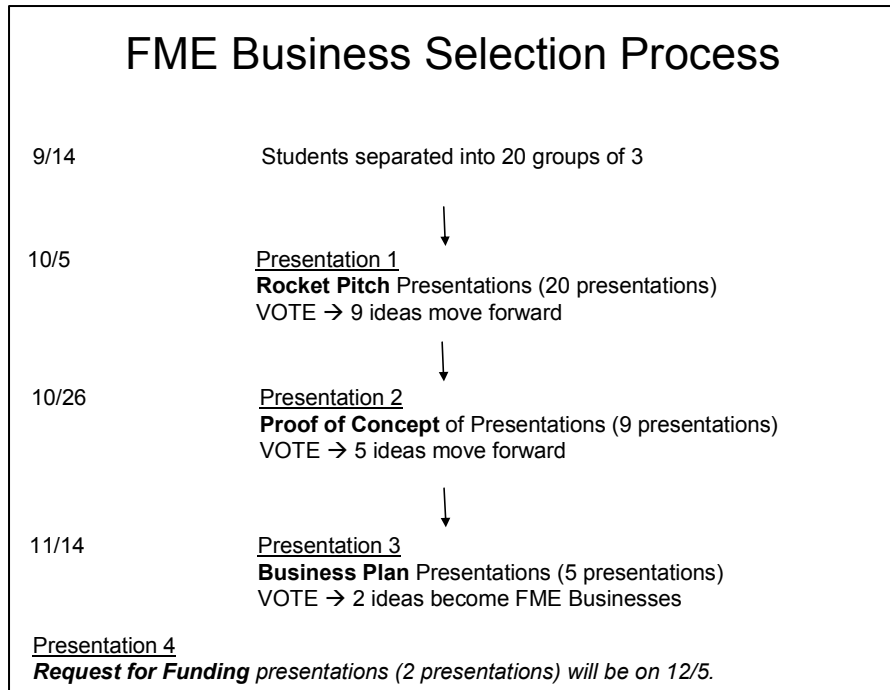 FME Business Selection Process
9/14 Students separated into 20 groups of 3
10/5 Presentation 1
Rocket Pitch Presentations (20 presentations)
VOTE → 9 ideas move forward
10/26 Presentation 2
Proof of Concept of Presentations (9 presentations)
VOTE → 5 ideas move forward
11/14 Presentation 3
Business Plan Presentations (5 presentations)
VOTE → 2 ideas become FME Businesses
Presentation 4
Request for Funding presentations (2 presentations) will be on 12/5.